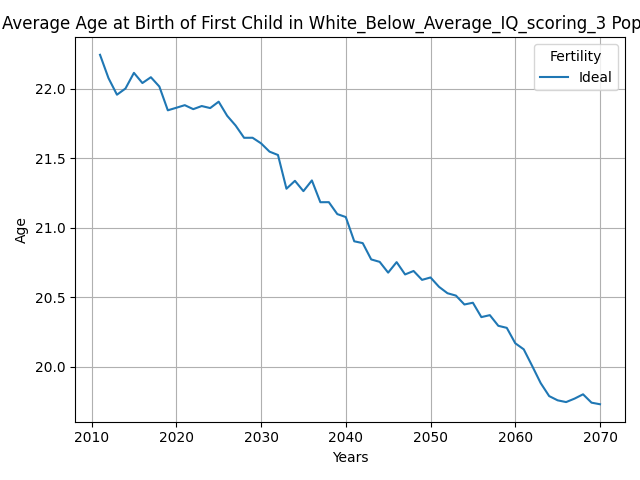 Average Age at Birth of First Child in White_Below_Average_IQ_scoring_3 Pop
Fertility
Ideal
22.0
21.5
21.0
20.5
20.0
Age
2010 2020 2030 2040 2050 2060 2070
Years